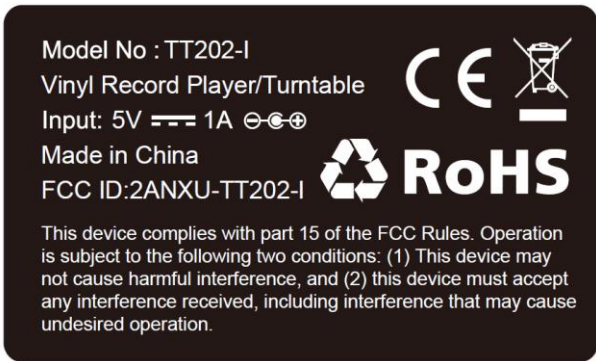 Model No : TT202-I
Vinyl Record Player/Turntable
Input: 5V 1A
Made in China
FCC ID:2ANXU-TT202-I
CE
RoHS
This device complies with part 15 of the FCC Rules. Operation
is subject to the following two conditions: (1) This device may
not cause harmful interference, and (2) this device must accept
any interference received, including interference that may cause
undesired operation.